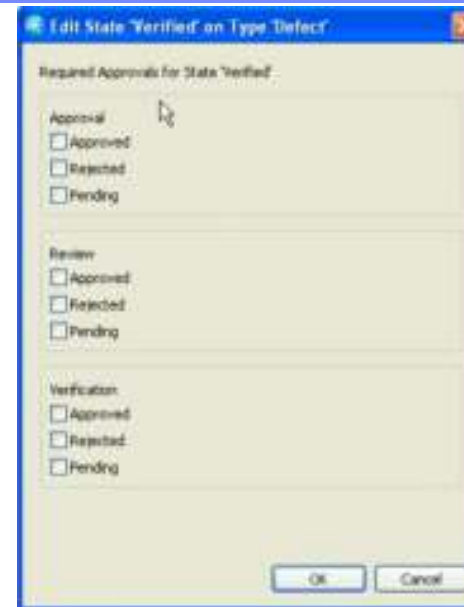 Edit State 'Verified' on Type 'Defect'
Required Approvals for State 'Verified'
Approval
Approved
Rejected
Pending
Review
Approved
Rejected
Pending
Verification
Approved
Rejected
Pending
OK
Cancel